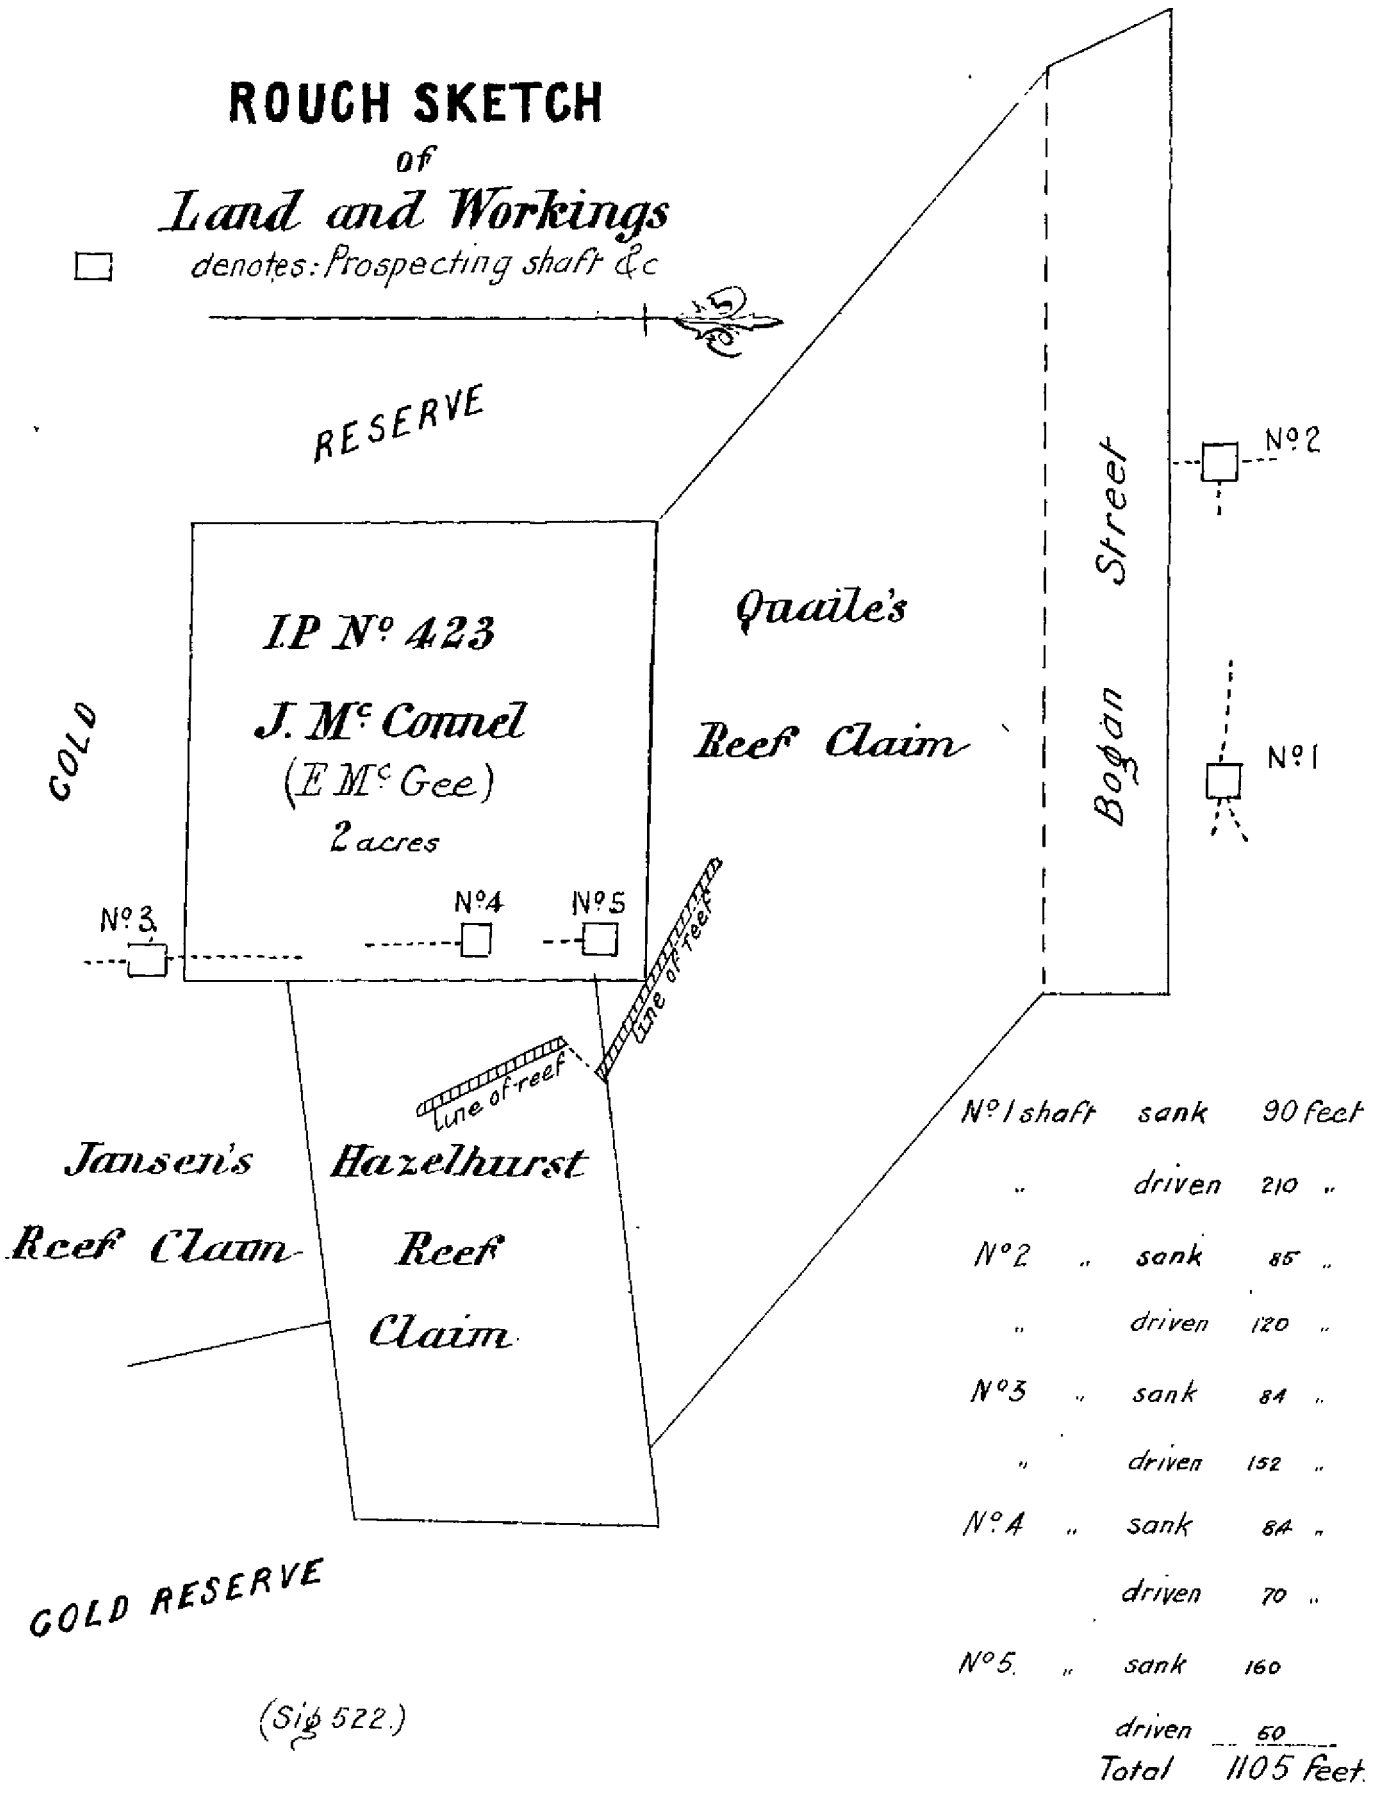 ROUGH SKETCH
of
Land and Workings
denotes: Prospecting shaft &c
RESERVE
GOLD
I.P Nº 423
J. Mc Connel
(E Mc Gee)
2 acres
Quaile's
Reef Claim
Bogan Street
Nº 2
Nº 1
Nº 3
Nº 4
Nº 5
line of reef
line of reef
Jansen's
Reef Claim
Hazelhurst
Reef
Claim
GOLD RESERVE
(Sig 522.)
Nº 1 shaft sank 90 feet
" driven 210 "
Nº 2 " sank 85 "
" driven 120 "
Nº 3 " sank 84 "
" driven 152 "
Nº 4 " sank 84 "
driven 70 "
Nº 5. " sank 160
driven 50
Total 1105 feet.